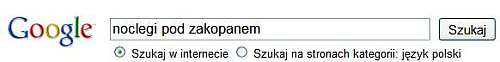 Google noclegi pod zakopanem Szukaj
Szukaj w internecie Szukaj na stronach kategorii: język polski